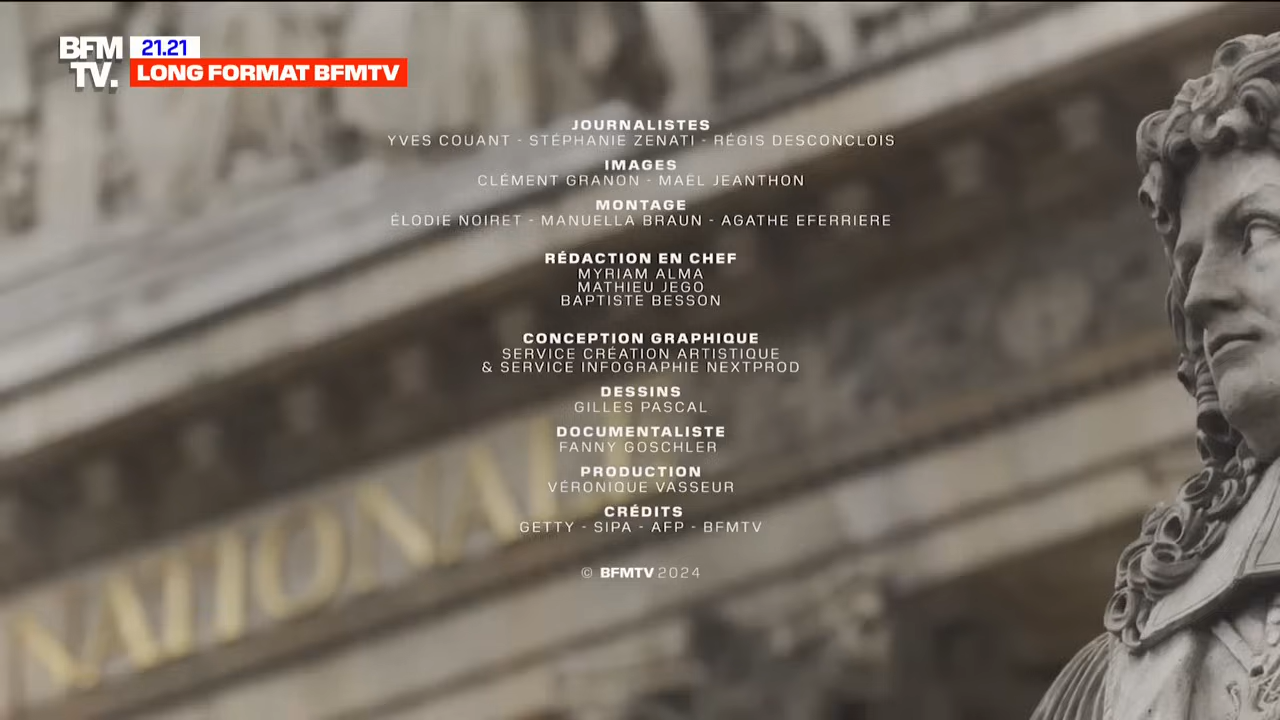 BFM
TV.
21.21
LONG FORMAT BFMTV
JOURNALISTES
YVES COUANT - STÉPHANIE ZENATI - RÉGIS DESCONCLOIS
IMAGES
CLÉMENT GRANON - MAËL JEANTHON
MONTAGE
ÉLODIE NOIRET - MANUELLA BRAUN - AGATHE EFERRIERE
RÉDACTION EN CHEF
MYRIAM ALMA
MATHIEU JEGO
BAPTISTE BESSON
CONCEPTION GRAPHIQUE
SERVICE CRÉATION ARTISTIQUE
& SERVICE INFOGRAPHIE NEXTPROD
DESSINS
GILLES PASCAL
DOCUMENTALISTE
FANNY GOSCHLER
PRODUCTION
VÉRONIQUE VASSEUR
CRÉDITS
GETTY - SIPA - AFP - BFMTV
© BFMTV 2024
NATIONALE